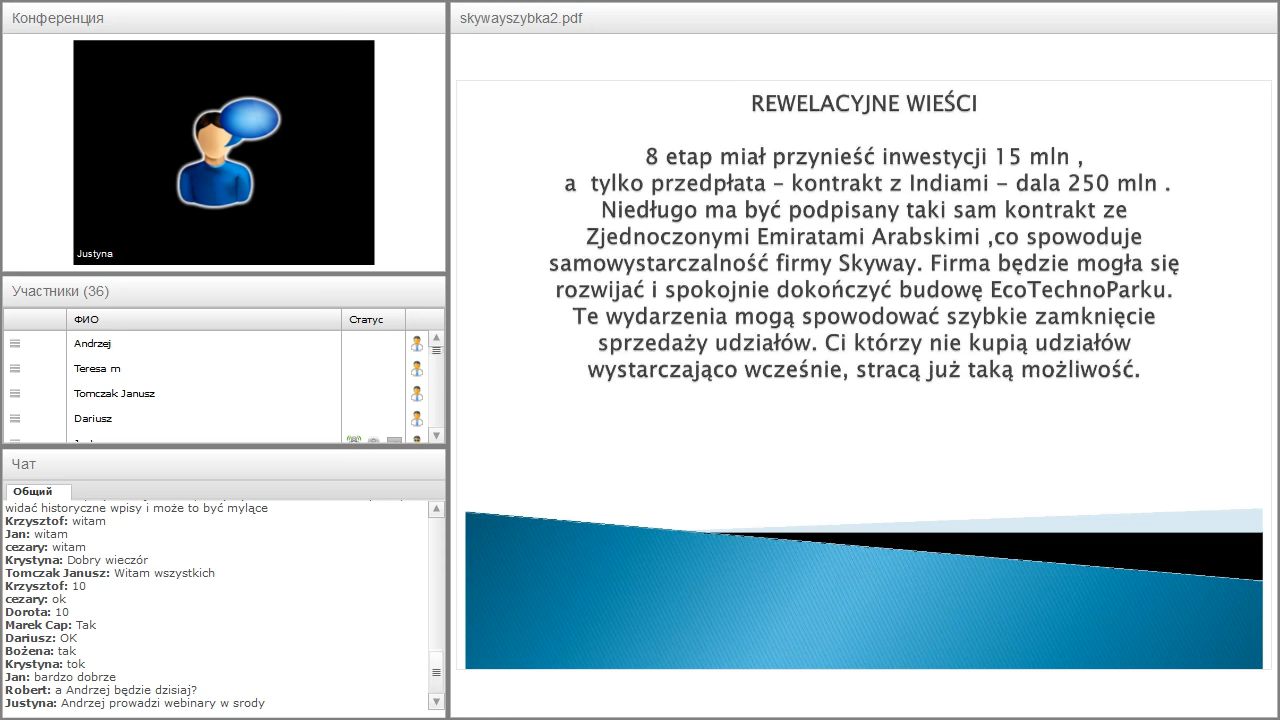 Конференция
Justyna
Участники (36)
ФИО
Статус
Andrzej
Teresa m
Tomczak Janusz
Dariusz
Чат
Общий
widać historyczne wpisy i może to być mylące
Krzysztof: witam
Jan: witam
cezary: witam
Krystyna: Dobry wieczór
Tomczak Janusz: Witam wszystkich
Krzysztof: 10
cezary: ok
Dorota: 10
Marek Cap: Tak
Dariusz: OK
Bożena: tak
Krystyna: tok
Jan: bardzo dobrze
Robert: a Andrzej będzie dzisiaj?
Justyna: Andrzej prowadzi webinary w srody
skywayszybka2.pdf
REWELACYJNE WIEŚCI
8 etap miał przynieść inwestycji 15 mln ,
a tylko przedpłata – kontrakt z Indiami – dala 250 mln .
Niedługo ma być podpisany taki sam kontrakt ze
Zjednoczonymi Emiratami Arabskimi ,co spowoduje
samowystarczalność firmy Skyway. Firma będzie mogła się
rozwijać i spokojnie dokończyć budowę EcoTechnoParku.
Te wydarzenia mogą spowodować szybkie zamknięcie
sprzedaży udziałów. Ci którzy nie kupią udziałów
wystarczająco wcześnie, stracą już taką możliwość.